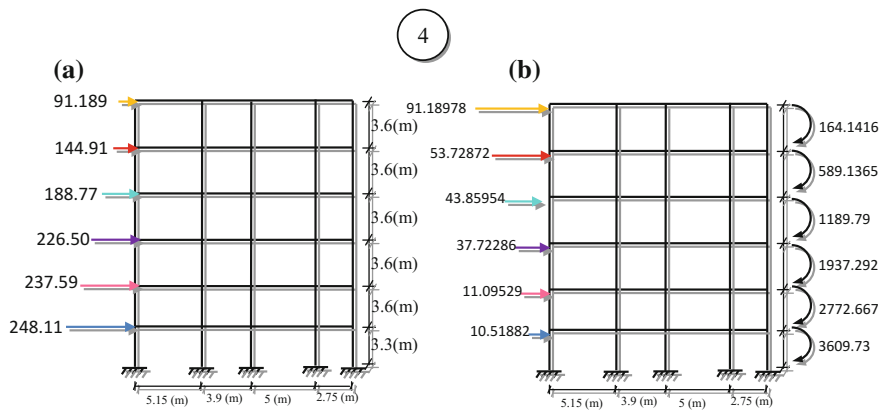 4
(a)
91.189
144.91
188.77
226.50
237.59
248.11
3.6(m)
3.6(m)
3.6(m)
3.6(m)
3.6(m)
3.3(m)
5.15 (m) 3.9 (m) 5 (m) 2.75 (m)
(b)
91.18978
53.72872
43.85954
37.72286
11.09529
10.51882
164.1416
589.1365
1189.79
1937.292
2772.667
3609.73
5.15 (m) 3.9 (m) 5 (m) 2.75 (m)